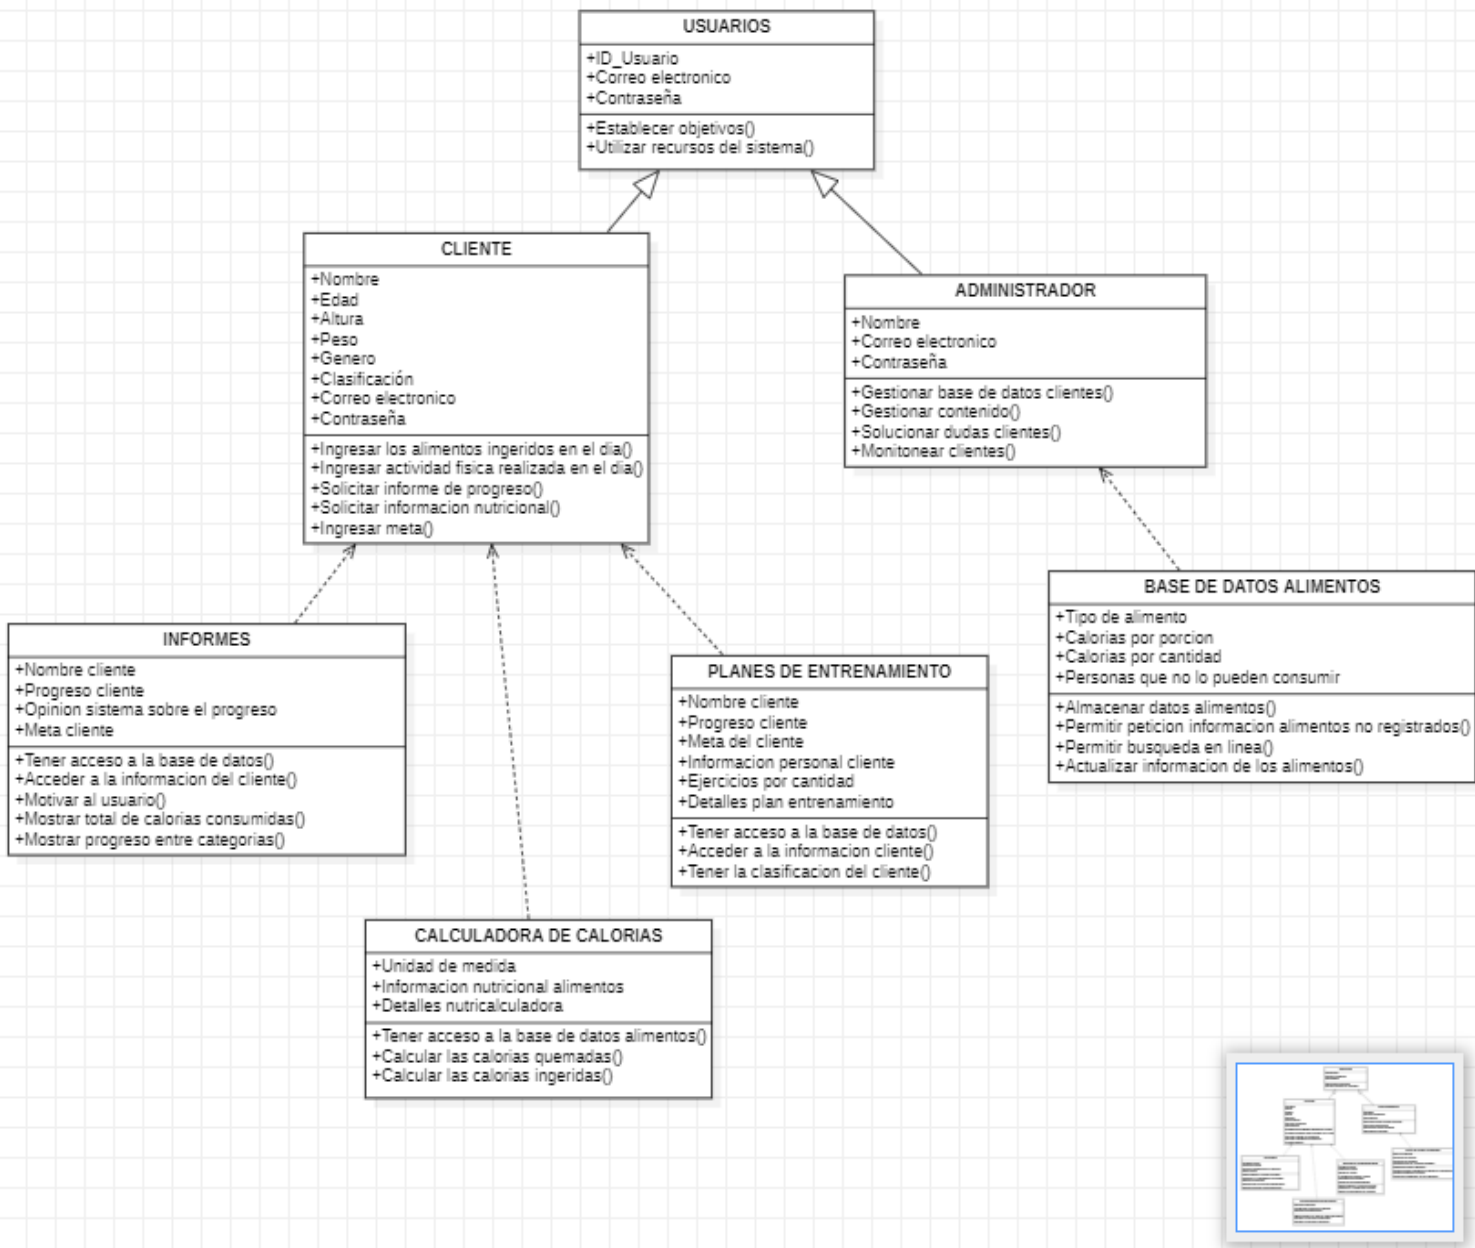 USUARIOS
+ID_Usuario
+Correo electronico
+Contraseña
+Establecer objetivos()
+Utilizar recursos del sistema()
CLIENTE
+Nombre
+Edad
+Altura
+Peso
+Genero
+Clasificación
+Correo electronico
+Contraseña
+Ingresar los alimentos ingeridos en el dia()
+Ingresar actividad fisica realizada en el dia()
+Solicitar informe de progreso()
+Solicitar informacion nutricional()
+Ingresar meta()
ADMINISTRADOR
+Nombre
+Correo electronico
+Contraseña
+Gestionar base de datos clientes()
+Gestionar contenido()
+Solucionar dudas clientes()
+Monitonear clientes()
INFORMES
+Nombre cliente
+Progreso cliente
+Opinion sistema sobre el progreso
+Meta cliente
+Tener acceso a la base de datos()
+Acceder a la informacion del cliente()
+Motivar al usuario()
+Mostrar total de calorias consumidas()
+Mostrar progreso entre categorias()
PLANES DE ENTRENAMIENTO
+Nombre cliente
+Progreso cliente
+Meta del cliente
+Informacion personal cliente
+Ejercicios por cantidad
+Detalles plan entrenamiento
+Tener acceso a la base de datos()
+Acceder a la informacion cliente()
+Tener la clasificacion del cliente()
BASE DE DATOS ALIMENTOS
+Tipo de alimento
+Calorias por porcion
+Calorias por cantidad
+Personas que no lo pueden consumir
+Almacenar datos alimentos()
+Permitir peticion informacion alimentos no registrados()
+Permitir busqueda en linea()
+Actualizar informacion de los alimentos()
CALCULADORA DE CALORIAS
+Unidad de medida
+Informacion nutricional alimentos
+Detalles nutricalculadora
+Tener acceso a la base de datos alimentos()
+Calcular las calorias quemadas()
+Calcular las calorias ingeridas()